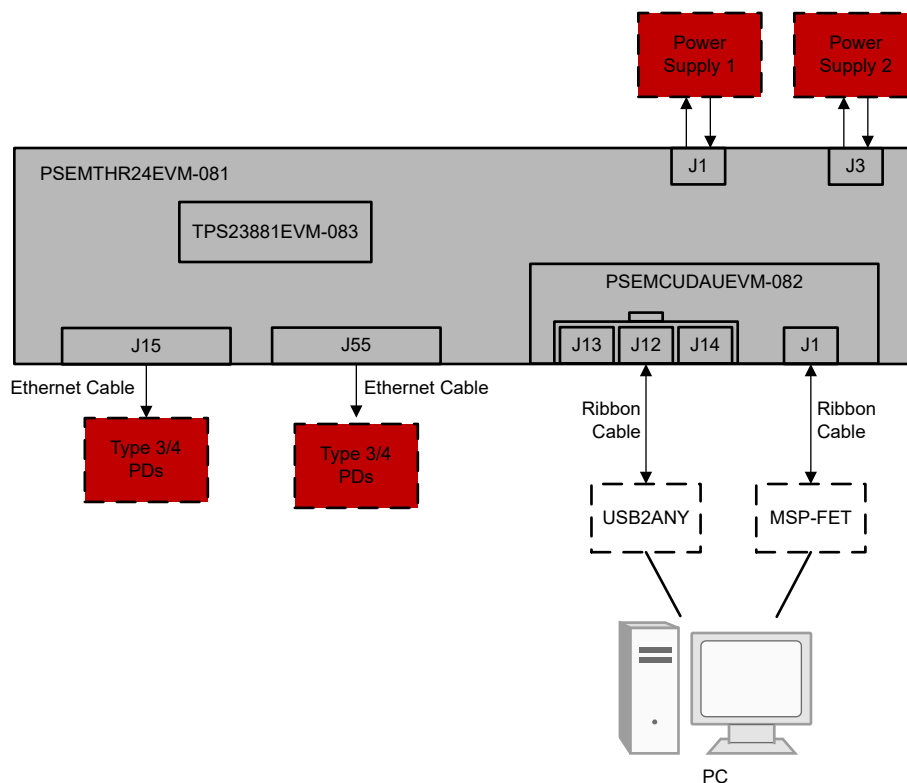 Power
Supply 1
Power
Supply 2
PSEMTHR24EVM-081
J1
J3
TPS23881EVM-083
PSEMCUDAUEVM-082
J15
J55
J13
J12
J14
J1
Ethernet Cable
Ethernet Cable
Ribbon
Cable
Ribbon
Cable
Type 3/4
PDs
Type 3/4
PDs
USB2ANY
MSP-FET
PC